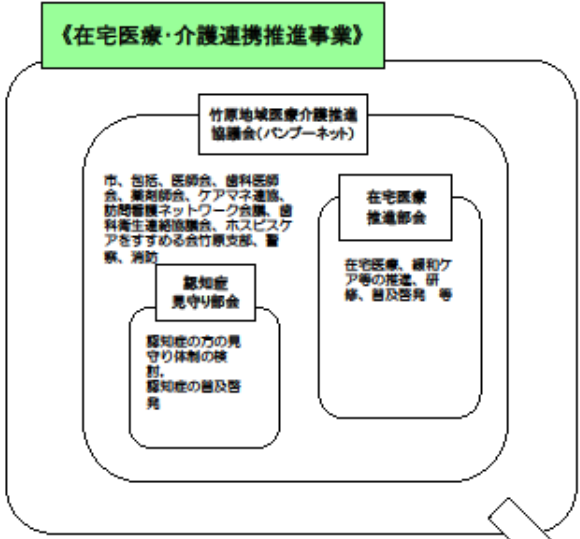 《在宅医療・介護連携推進事業》
竹原地域医療介護推進
協議会(バンブーネット)
市、包括、医師会、歯科医師
会、薬剤師会、ケアマネ連協、
訪問看護ネットワーク会議、歯
科衛生連絡協議会、ホスピスケ
アをすすめる会竹原支部、警
察、消防
在宅医療
推進部会
在宅医療、緩和ケ
ア等の推進、研
修、普及啓発　等
認知症
見守り部会
認知症の方の見
守り体制の検
討、
認知症の普及啓
発